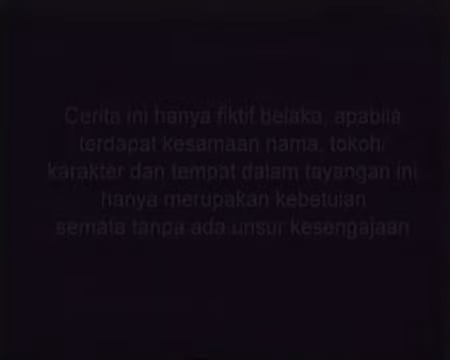 Cerita ini hanya fiktif belaka, apabila
terdapat kesamaan nama, tokoh/
karakter dan tempat dalam tayangan ini
hanya merupakan kebetulan
semata tanpa ada unsur kesengajaan